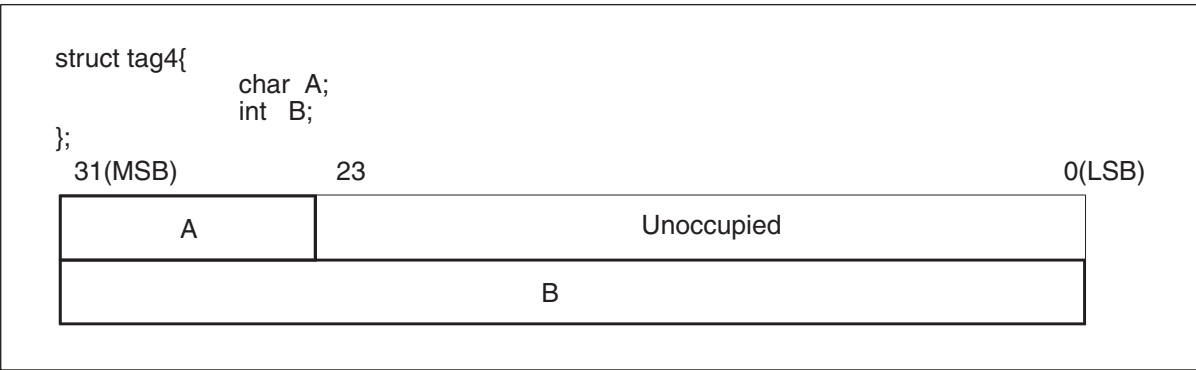 struct tag4{
char A;
int B;
};
31(MSB) 23 0(LSB)
A Unoccupied
B